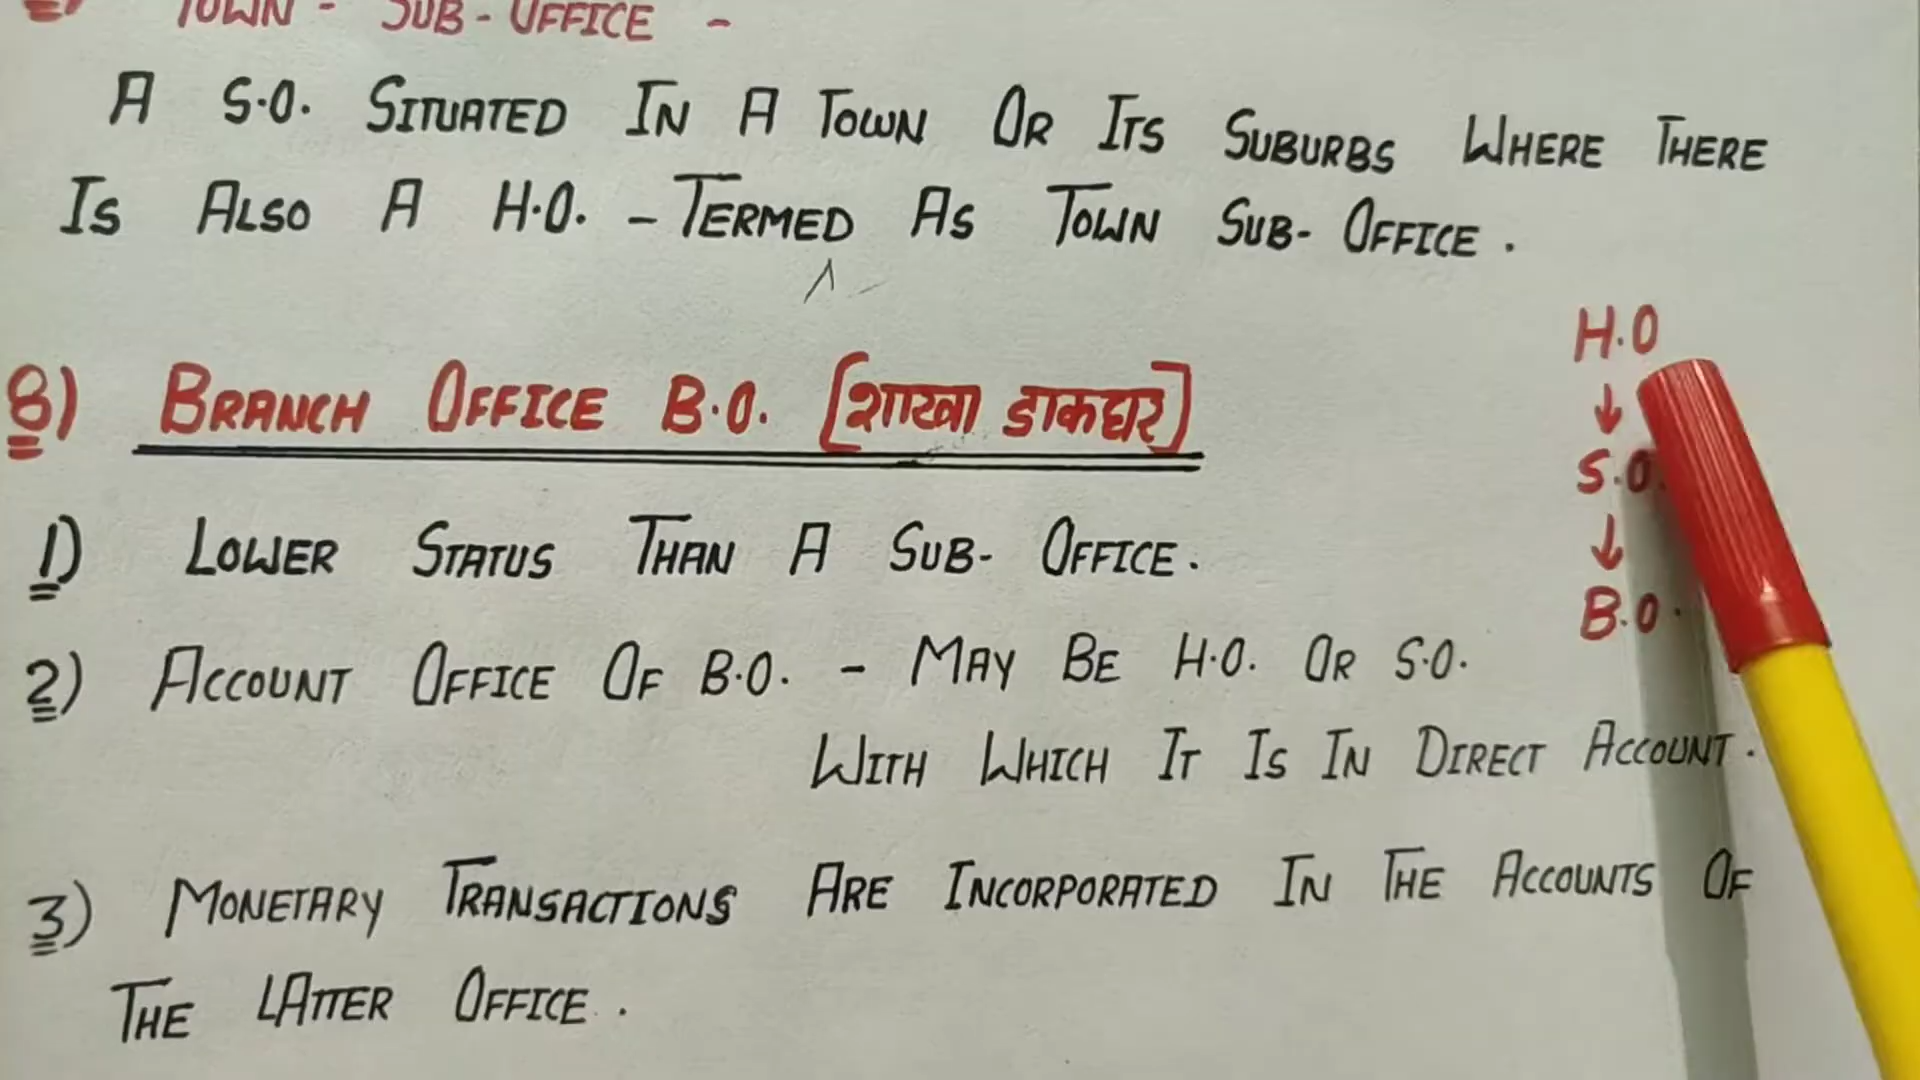 TOWN - SUB-OFFICE -
A S.O. SITUATED IN A TOWN OR ITS SUBURBS WHERE THERE
IS ALSO A H.O. - TERMED AS TOWN SUB-OFFICE.
8) BRANCH OFFICE B.O. [शाखा डाकघर]
1) LOWER STATUS THAN A SUB-OFFICE.
2) ACCOUNT OFFICE OF B.O. - MAY BE H.O. OR S.O.
WITH WHICH IT IS IN DIRECT ACCOUNT.
3) MONETARY TRANSACTIONS ARE INCORPORATED IN THE ACCOUNTS OF
THE LATTER OFFICE.
H.O
↓
S.O.
↓
B.O.